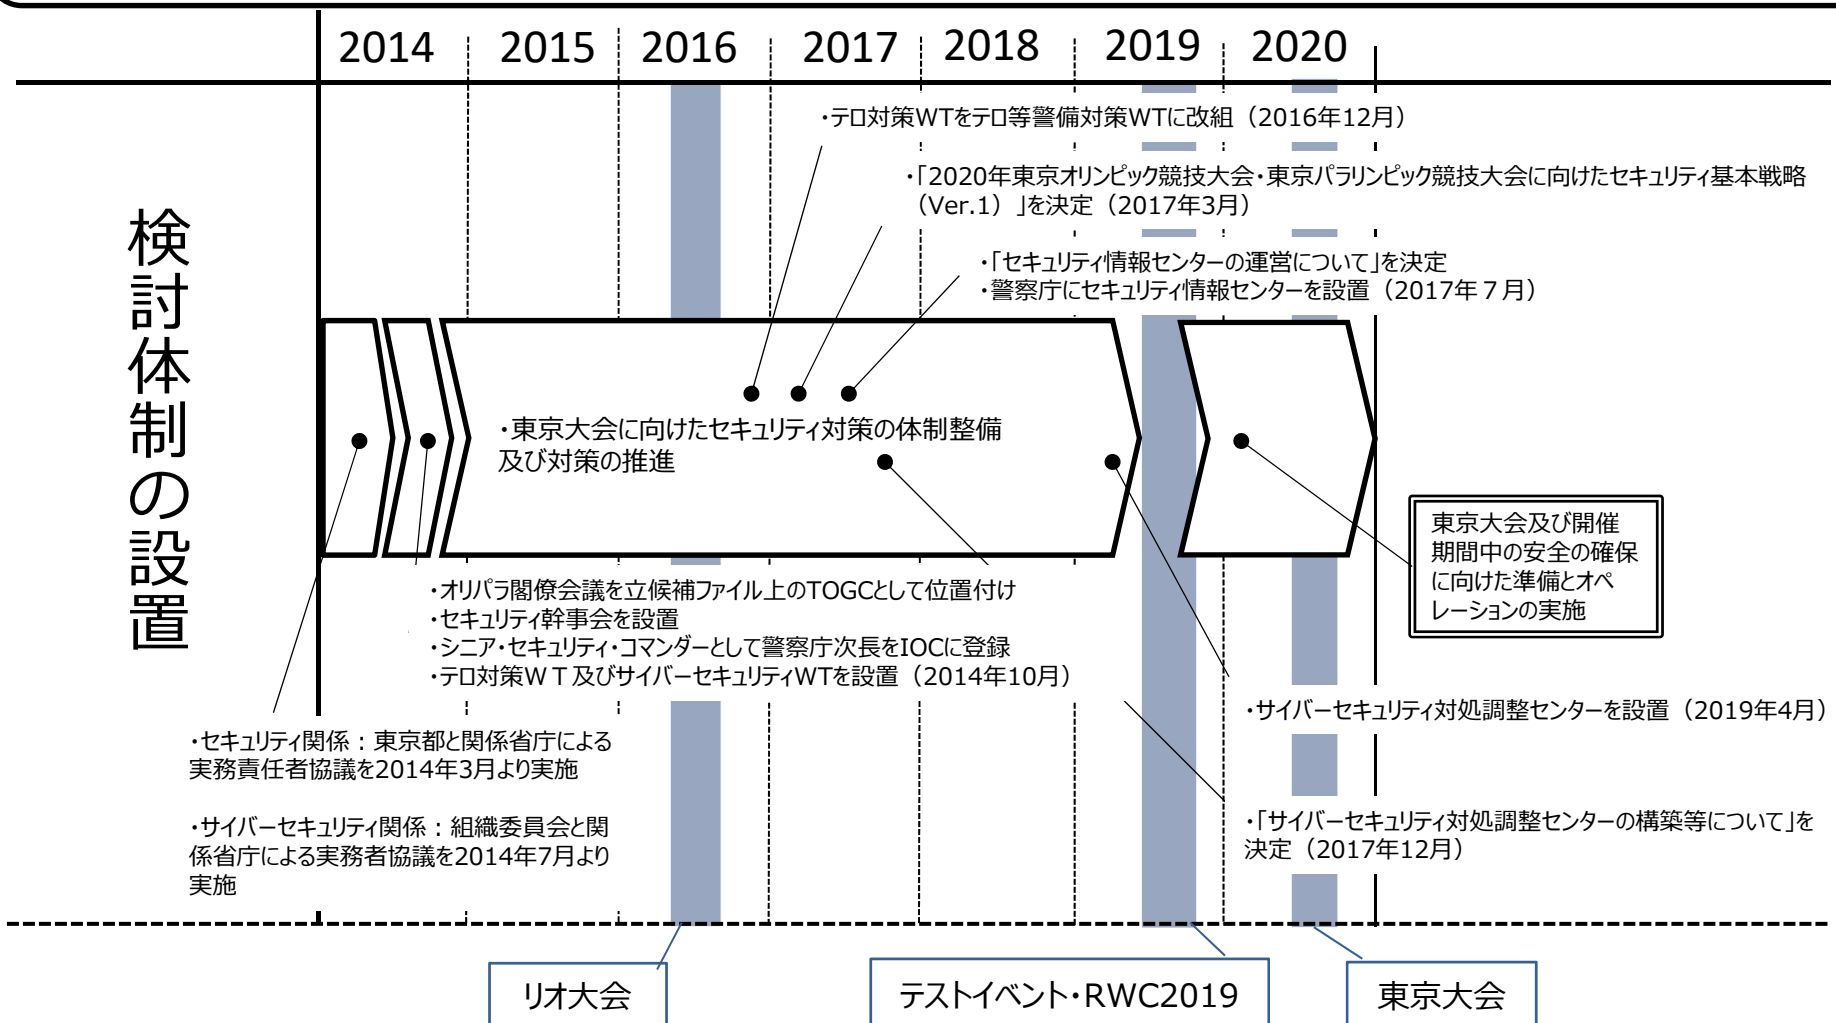 2014 2015 2016 2017 2018 2019 2020
検討体制の設置
・テロ対策WTをテロ等警備対策WTに改組（2016年12月）
・「2020年東京オリンピック競技大会・東京パラリンピック競技大会に向けたセキュリティ基本戦略
（Ver.1）」を決定（2017年3月）
・「セキュリティ情報センターの運営について」を決定
・警察庁にセキュリティ情報センターを設置（2017年７月）
・東京大会に向けたセキュリティ対策の体制整備
及び対策の推進
東京大会及び開催
期間中の安全の確保
に向けた準備とオペ
レーションの実施
・オリパラ閣僚会議を立候補ファイル上のTOGCとして位置付け
・セキュリティ幹事会を設置
・シニア・セキュリティ・コマンダーとして警察庁次長をIOCに登録
・テロ対策ＷＴ及びサイバーセキュリティWTを設置（2014年10月）
・サイバーセキュリティ対処調整センターを設置（2019年4月）
・セキュリティ関係：東京都と関係省庁による
実務責任者協議を2014年3月より実施
・サイバーセキュリティ関係：組織委員会と関
係省庁による実務者協議を2014年7月より
実施
・「サイバーセキュリティ対処調整センターの構築等について」を
決定（2017年12月）
リオ大会
テストイベント・RWC2019
東京大会